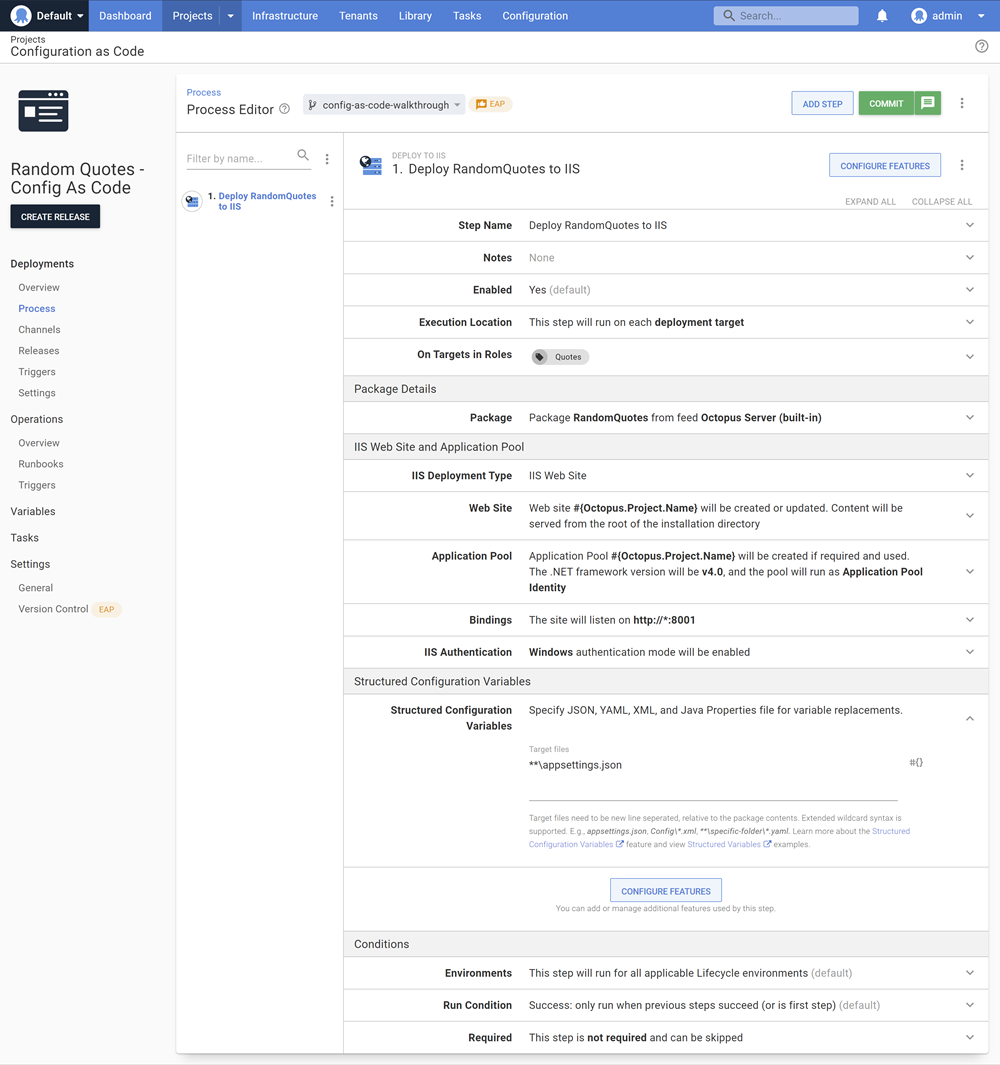 Default
Dashboard
Projects
Infrastructure
Tenants
Library
Tasks
Configuration
Search...
admin
Projects
Configuration as Code
Random Quotes -
Config As Code
CREATE RELEASE
Deployments
Overview
Process
Channels
Releases
Triggers
Settings
Operations
Overview
Runbooks
Triggers
Variables
Tasks
Settings
General
Version Control EAP
Process
Process Editor
config-as-code-walkthrough
EAP
ADD STEP
COMMIT
Filter by name...
1. Deploy RandomQuotes
to IIS
DEPLOY TO IIS
1. Deploy RandomQuotes to IIS
CONFIGURE FEATURES
EXPAND ALL
COLLAPSE ALL
Step Name Deploy RandomQuotes to IIS
Notes None
Enabled Yes (default)
Execution Location This step will run on each deployment target
On Targets in Roles Quotes
Package Details
Package Package RandomQuotes from feed Octopus Server (built-in)
IIS Web Site and Application Pool
IIS Deployment Type IIS Web Site
Web Site Web site #{Octopus.Project.Name} will be created or updated. Content will be
served from the root of the installation directory
Application Pool Application Pool #{Octopus.Project.Name} will be created if required and used.
The .NET framework version will be v4.0, and the pool will run as Application Pool
Identity
Bindings The site will listen on http://*:8001
IIS Authentication Windows authentication mode will be enabled
Structured Configuration Variables
Structured Configuration
Variables
Specify JSON, YAML, XML, and Java Properties file for variable replacements.
Target files
**\appsettings.json
#{}
Target files need to be new line seperated, relative to the package contents. Extended wildcard syntax is
supported. E.g., appsettings.json, Config\*.xml, **\specific-folder\*.yaml. Learn more about the Structured
Configuration Variables feature and view Structured Variables examples.
CONFIGURE FEATURES
You can add or manage additional features used by this step.
Conditions
Environments This step will run for all applicable Lifecycle environments (default)
Run Condition Success: only run when previous steps succeed (or is first step) (default)
Required This step is not required and can be skipped